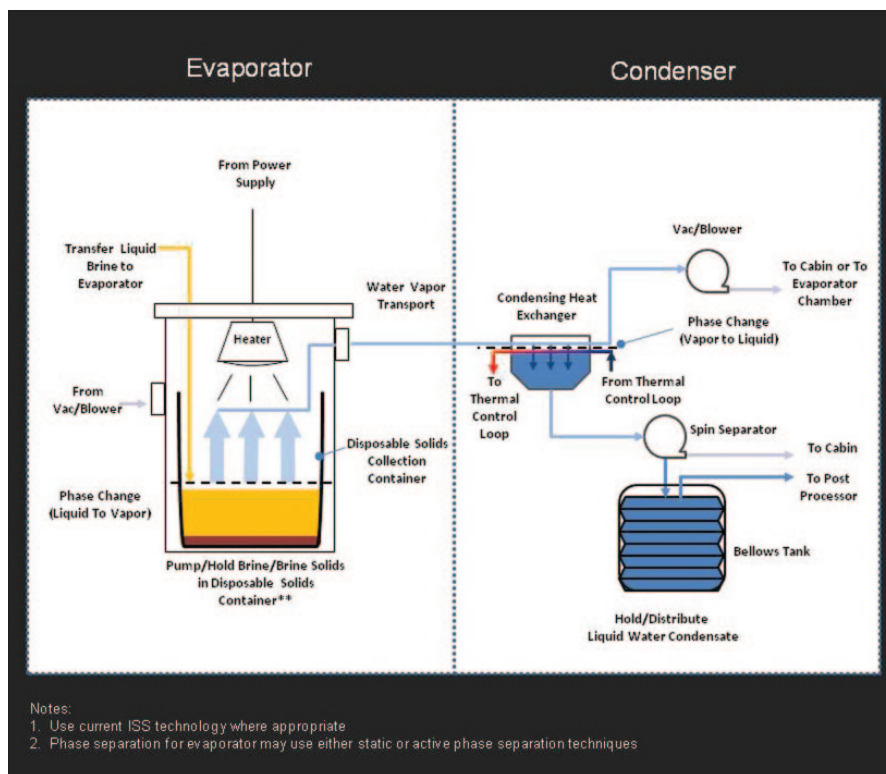 Evaporator
Condenser
From Power
Supply
Transfer Liquid
Brine to
Evaporator
Water Vapor
Transport
Heater
From
Vac/Blower
Disposable Solids
Collection
Container
Phase Change
(Liquid To Vapor)
Pump/Hold Brine/Brine Solids
in Disposable Solids
Container**
Vac/Blower
To Cabin or To
Evaporator
Chamber
Condensing Heat
Exchanger
Phase Change
(Vapor to Liquid)
To
Thermal
Control
Loop
From Thermal
Control Loop
Spin Separator
To Cabin
To Post
Processor
Bellows Tank
Hold/Distribute
Liquid Water Condensate
Notes:
1. Use current ISS technology where appropriate
2. Phase separation for evaporator may use either static or active phase separation techniques